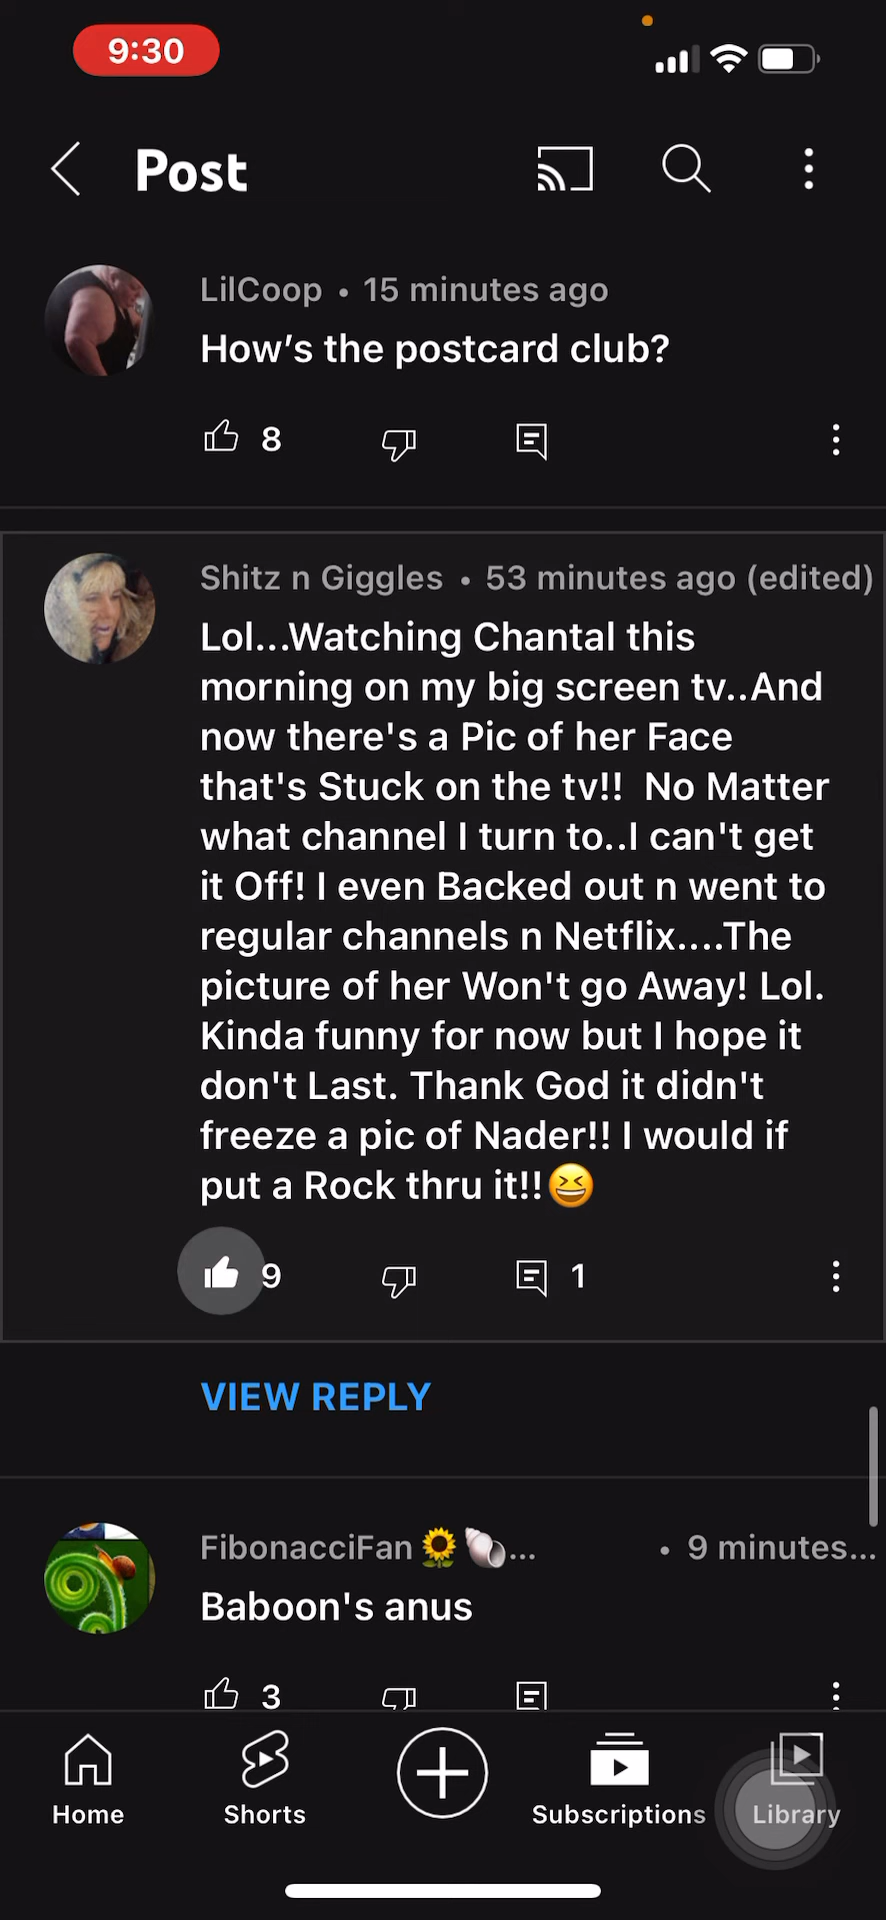 9:30
Post
LilCoop • 15 minutes ago
How’s the postcard club?
8
Shitz n Giggles • 53 minutes ago (edited)
Lol...Watching Chantal this
morning on my big screen tv..And
now there's a Pic of her Face
that's Stuck on the tv!!  No Matter
what channel I turn to..I can't get
it Off! I even Backed out n went to
regular channels n Netflix....The
picture of her Won't go Away! Lol.
Kinda funny for now but I hope it
don't Last. Thank God it didn't
freeze a pic of Nader!! I would if
put a Rock thru it!!😆
9 1
VIEW REPLY
FibonacciFan🌻🐚... • 9 minutes...
Baboon's anus
3
Home Shorts Subscriptions Library